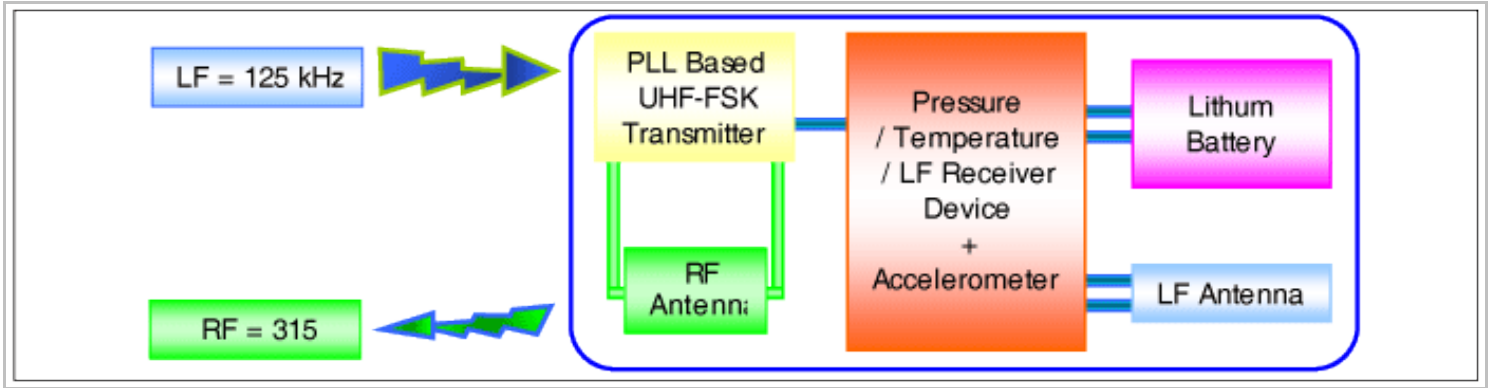 LF = 125 kHz
PLL Based
UHF-FSK
Transmitter
Pressure
/ Temperature
/ LF Receiver
Device
+
Accelerometer
Lithum
Battery
RF
Antenna
LF Antenna
RF = 315